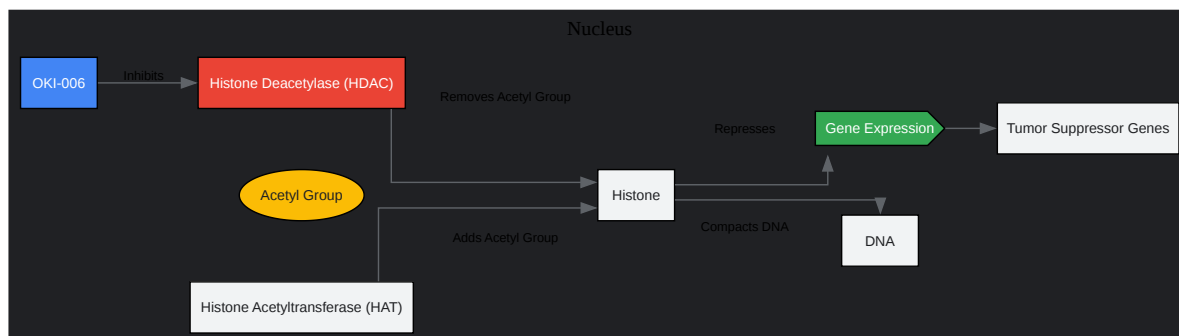 Nucleus
OKI-006
Inhibits
Histone Deacetylase (HDAC)
Removes Acetyl Group
Represses
Gene Expression
Tumor Suppressor Genes
Acetyl Group
Histone
Adds Acetyl Group
Compacts DNA
DNA
Histone Acetyltransferase (HAT)